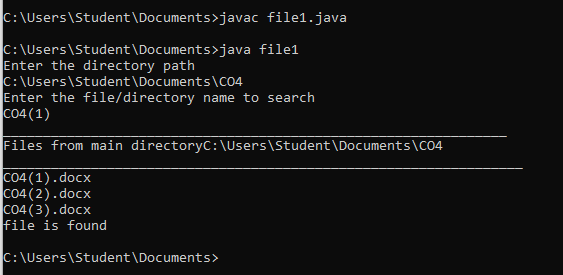 C:\Users\Student\Documents>javac file1.java
C:\Users\Student\Documents>java file1
Enter the directory path
C:\Users\Student\Documents\CO4
Enter the file/directory name to search
CO4(1)
_______________________________________________________________
Files from main directoryC:\Users\Student\Documents\CO4
_________________________________________________________________
CO4(1).docx
CO4(2).docx
CO4(3).docx
file is found
C:\Users\Student\Documents>